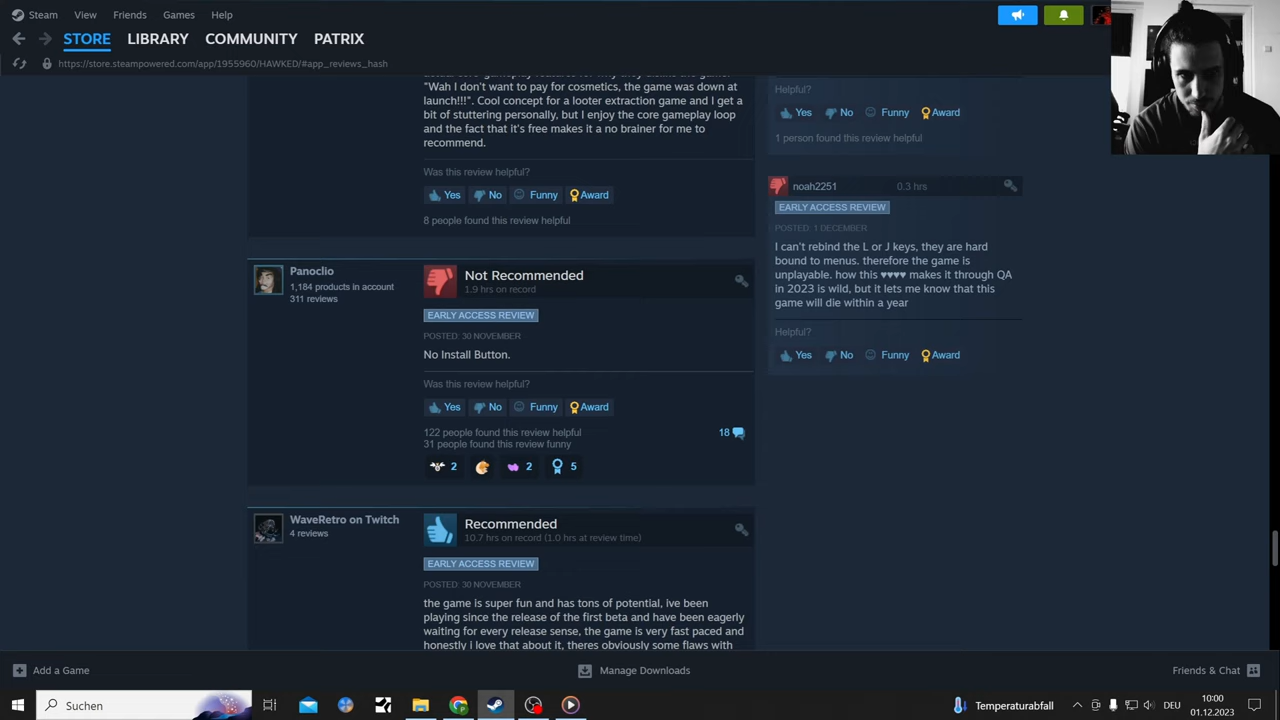 Steam View Friends Games Help
STORE LIBRARY COMMUNITY PATRIX
https://store.steampowered.com/app/1955960/HAWKED/#app_reviews_hash
"Wah I don't want to pay for cosmetics, the game was down at
launch!!!". Cool concept for a looter extraction game and I get a
bit of stuttering personally, but I enjoy the core gameplay loop
and the fact that it's free makes it a no brainer for me to
recommend.
Was this review helpful?
Yes No Funny Award
8 people found this review helpful
Panoclio
1,184 products in account
311 reviews
Not Recommended
1.9 hrs on record
EARLY ACCESS REVIEW
POSTED: 30 NOVEMBER
No Install Button.
Was this review helpful?
Yes No Funny Award
122 people found this review helpful
31 people found this review funny
18
2 2 5
WaveRetro on Twitch
4 reviews
Recommended
10.7 hrs on record (1.0 hrs at review time)
EARLY ACCESS REVIEW
POSTED: 30 NOVEMBER
the game is super fun and has tons of potential, ive been
playing since the release of the first beta and have been eagerly
waiting for every release sense, the game is very fast paced and
honestly i love that about it, theres obviously some flaws with
Helpful?
Yes No Funny Award
1 person found this review helpful
noah2251 0.3 hrs
EARLY ACCESS REVIEW
POSTED: 1 DECEMBER
I can't rebind the L or J keys, they are hard
bound to menus. therefore the game is
unplayable. how this ♥♥♥♥ makes it through QA
in 2023 is wild, but it lets me know that this
game will die within a year
Helpful?
Yes No Funny Award
Add a Game Manage Downloads Friends & Chat
Suchen Temperaturabfall DEU 10:00
01.12.2023